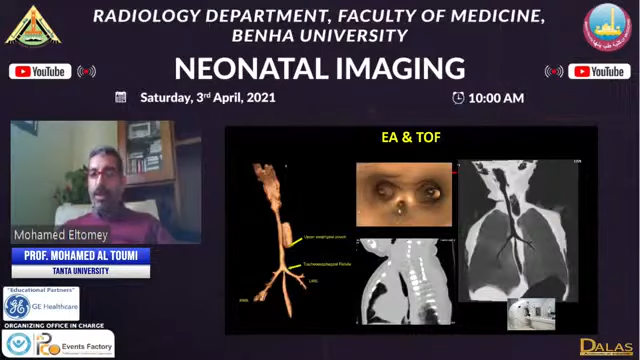 RADIOLOGY DEPARTMENT, FACULTY OF MEDICINE,
BENHA UNIVERSITY
YouTube
NEONATAL IMAGING
YouTube
Saturday, 3rd April, 2021
10:00 AM
EA & TOF
Upper esophageal pouch
Tracheoesophageal Fistula
Mohamed Eltomey
PROF. MOHAMED AL TOUMI
TANTA UNIVERSITY
"Educational Partners"
GE Healthcare
ORGANIZING OFFICE IN CHARGE
Events Factory
DALAS